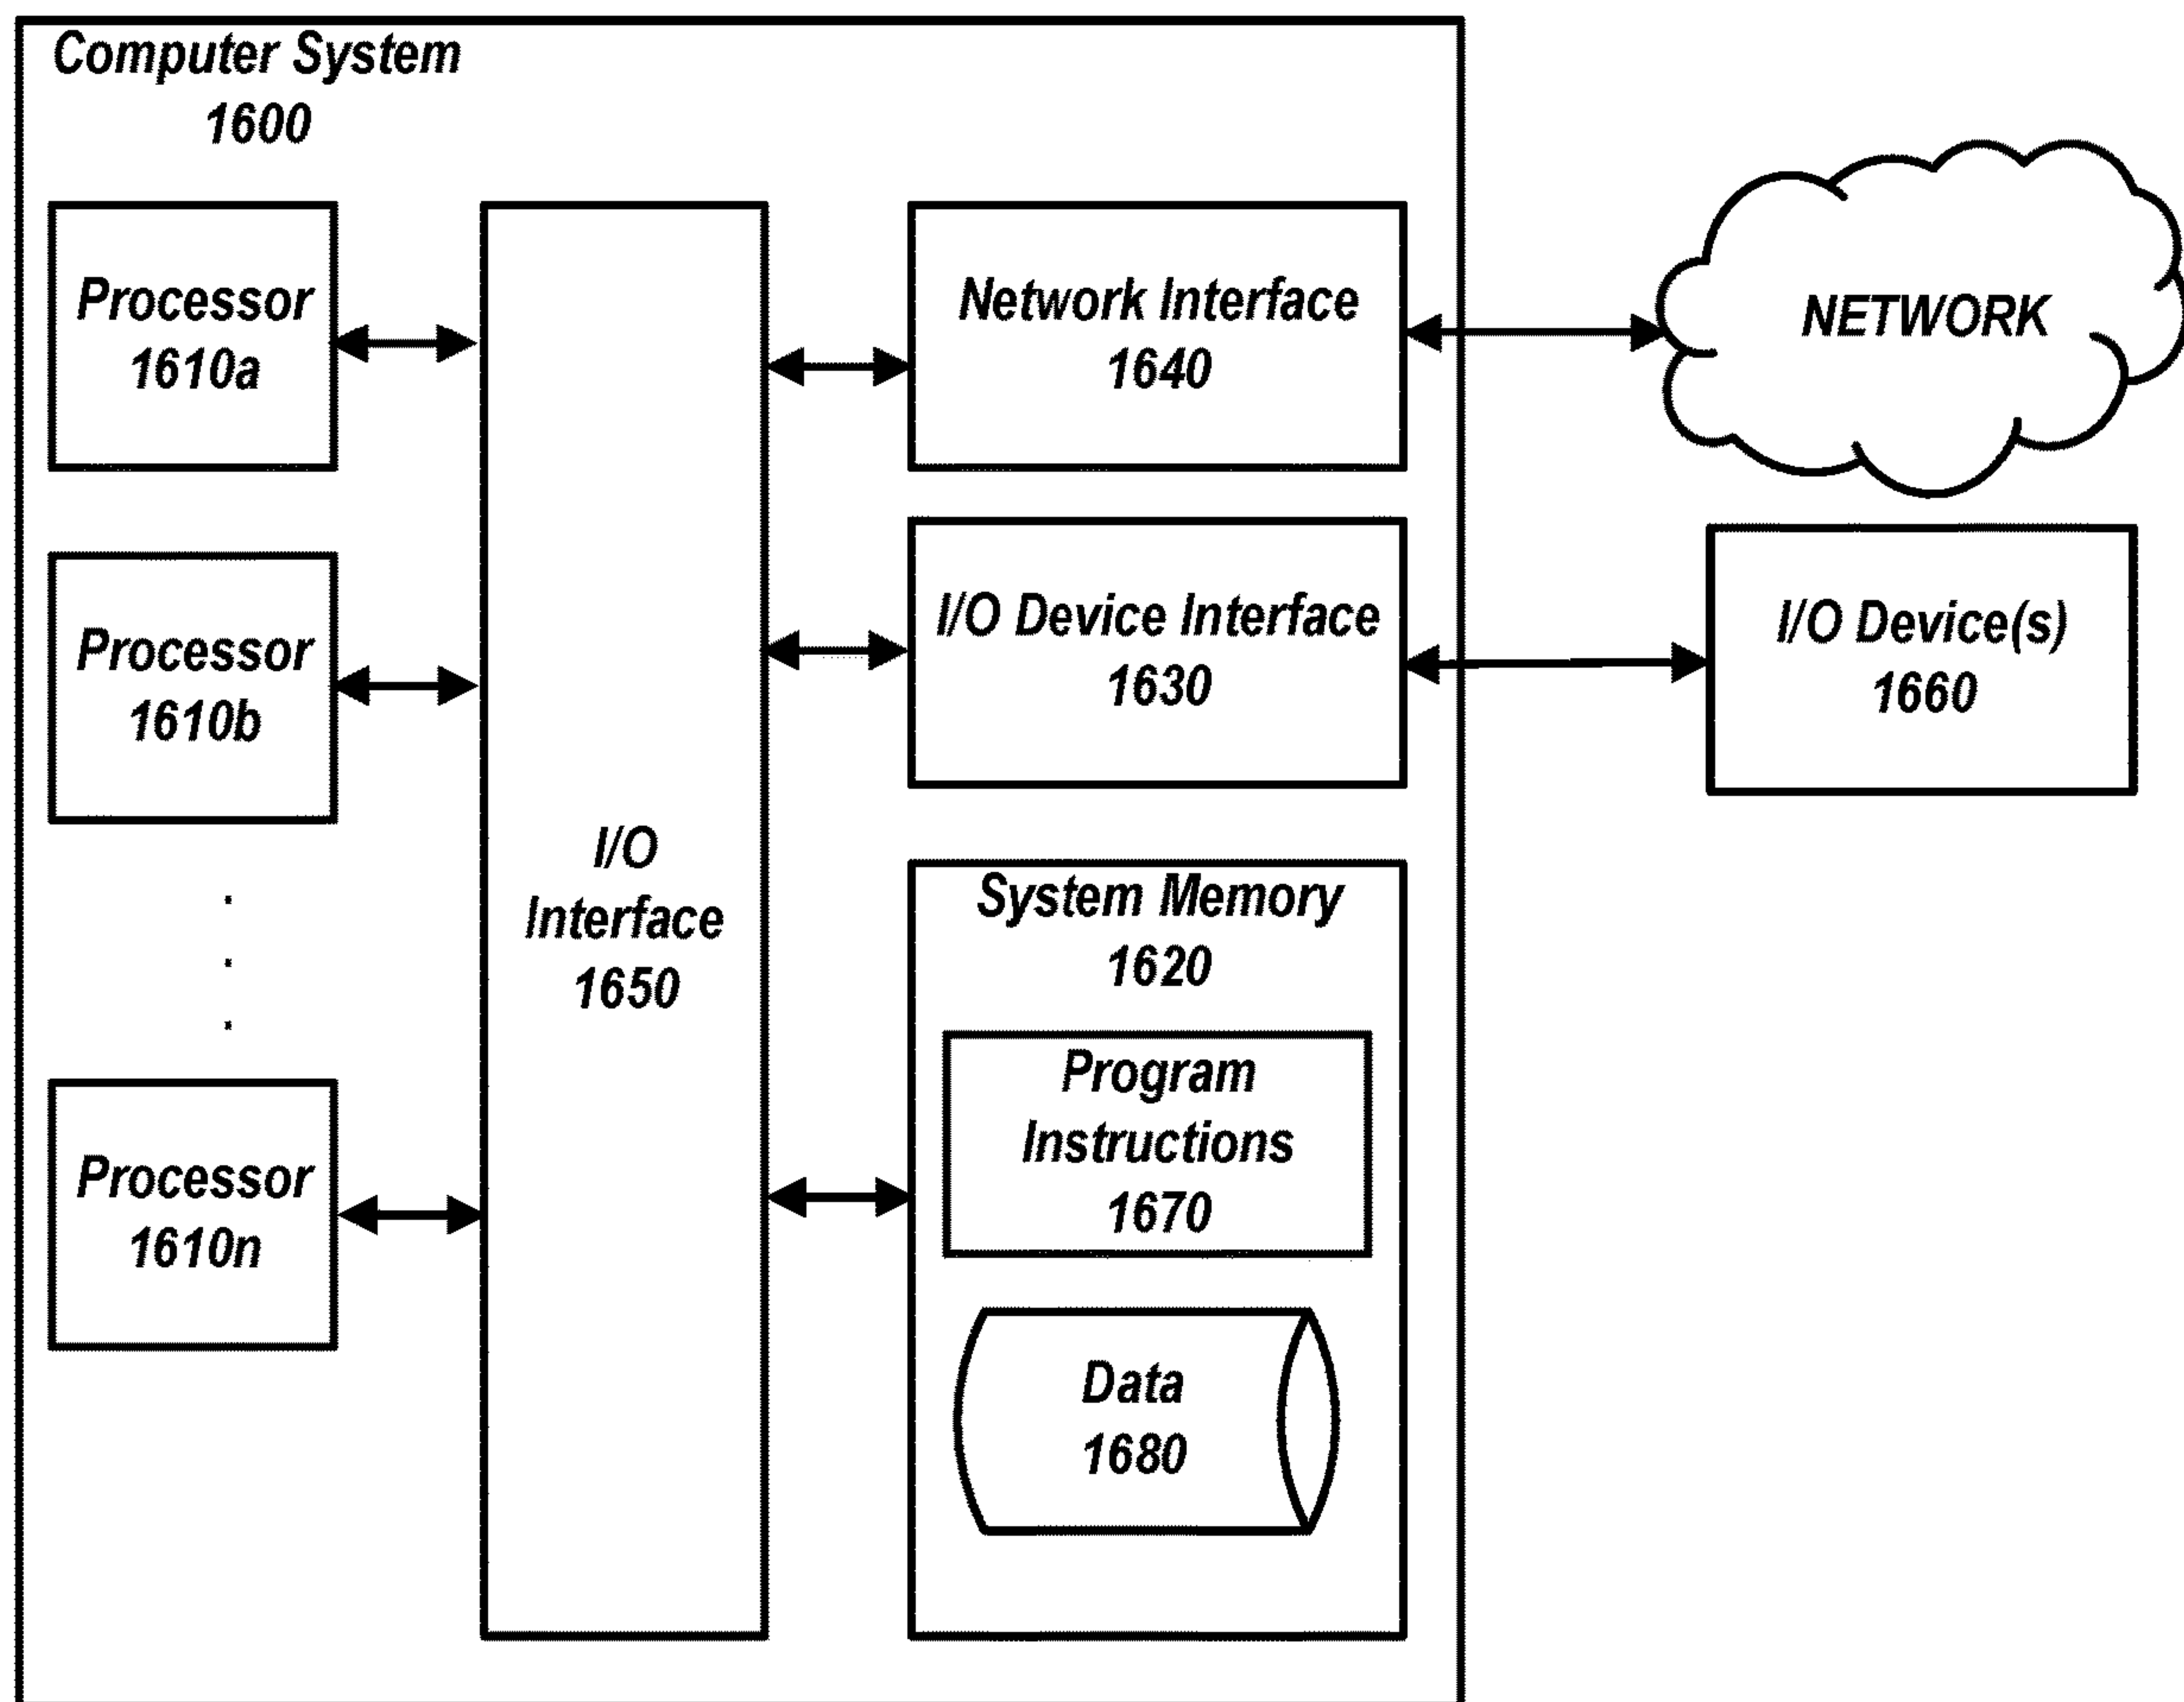 Computer System
1600
Processor
1610a
Processor
1610b
Processor
1610n
I/O
Interface
1650
Network Interface
1640
I/O Device Interface
1630
System Memory
1620
Program
Instructions
1670
Data
1680
NETWORK
I/O Device(s)
1660